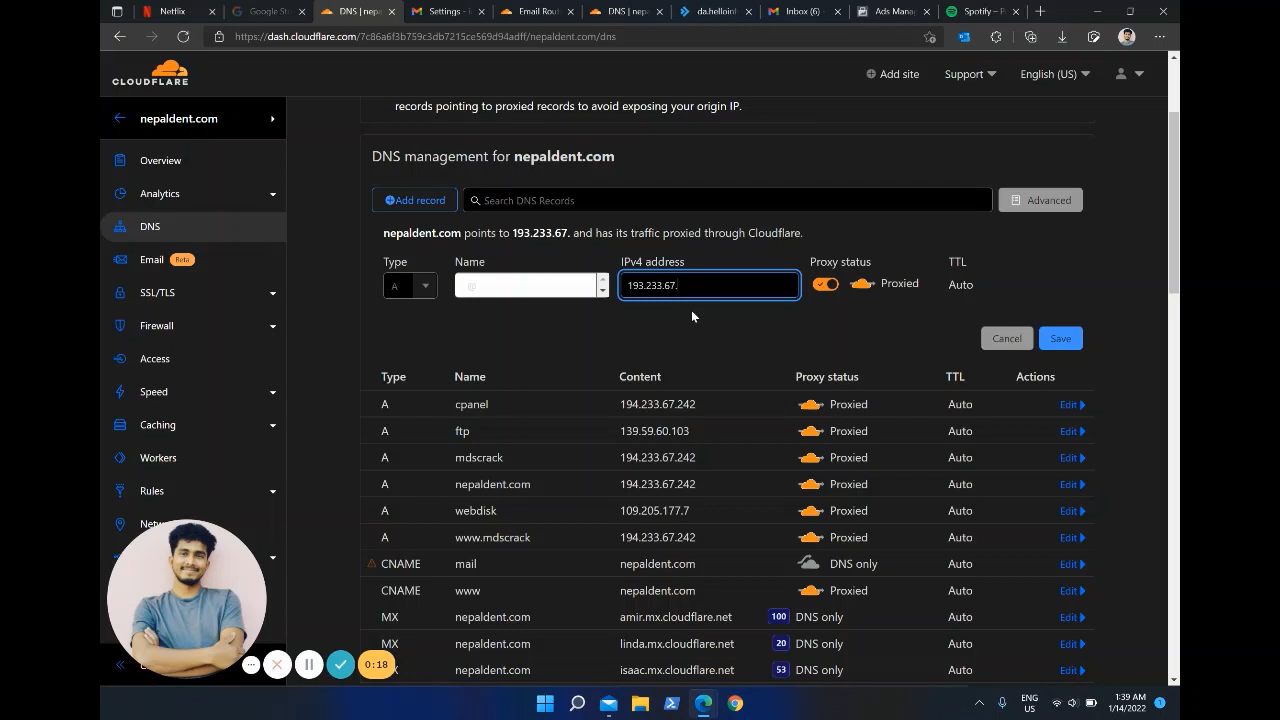 Netflix
Google St
DNS | nepa
Settings -
Email Rou
DNS | nep
da.helloin
Inbox (6)
Ads Mana
Spotify – P
https://dash.cloudflare.com/7c86a6f3b759c3db7215ce569d94adff/nepaldent.com/dns
CLOUDFLARE
Add site
Support
English (US)
nepaldent.com
records pointing to proxied records to avoid exposing your origin IP.
Overview
Analytics
DNS
Email Beta
SSL/TLS
Firewall
Access
Speed
Caching
Workers
Rules
Netw
DNS management for nepaldent.com
Add record
Search DNS Records
Advanced
nepaldent.com points to 193.233.67. and has its traffic proxied through Cloudflare.
Type Name IPv4 address Proxy status TTL
A @ 193.233.67. Proxied Auto
Cancel Save
Type Name Content Proxy status TTL Actions
A cpanel 194.233.67.242 Proxied Auto Edit
A ftp 139.59.60.103 Proxied Auto Edit
A mdscrack 194.233.67.242 Proxied Auto Edit
A nepaldent.com 194.233.67.242 Proxied Auto Edit
A webdisk 109.205.177.7 Proxied Auto Edit
A www.mdscrack 194.233.67.242 Proxied Auto Edit
CNAME mail nepaldent.com DNS only Auto Edit
CNAME www nepaldent.com Proxied Auto Edit
MX nepaldent.com amir.mx.cloudflare.net 100 DNS only Auto Edit
MX nepaldent.com linda.mx.cloudflare.net 20 DNS only Auto Edit
nepaldent.com isaac.mx.cloudflare.net 53 DNS only Auto Edit
0:18
ENG
US
1:39 AM
1/14/2022
1